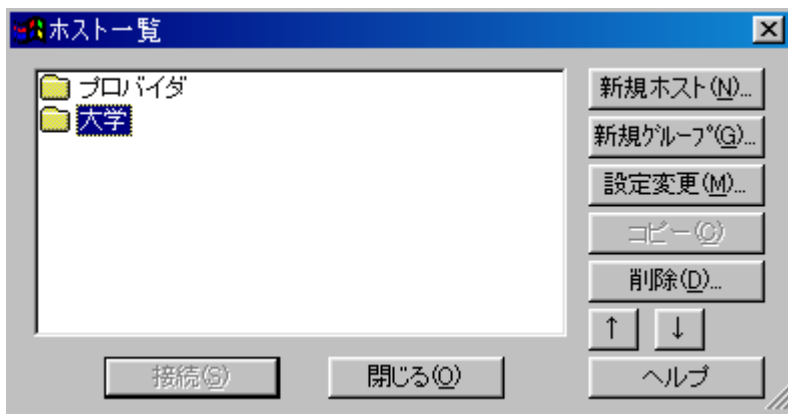 ホスト一覧
プロバイダ
大学
新規ホスト(N)...
新規ｸﾞﾙｰﾌﾟ(G)...
設定変更(M)...
コピー(C)
削除(D)...
↑ ↓
接続(S)
閉じる(O)
ヘルプ